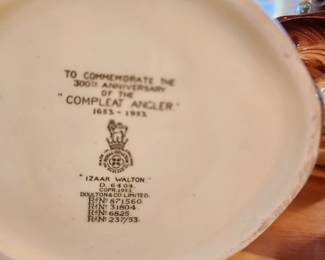 TO COMMEMORATE THE
300TH ANNIVERSARY
OF THE
"COMPLEAT ANGLER"
1653 - 1953.
"IZAAK WALTON"
D. 6404.
COPR. 1953.
DOULTON & CO. LIMITED.
Rd No 871560.
Rd No 31804
Rd No 6825.
Rd No 237/53.